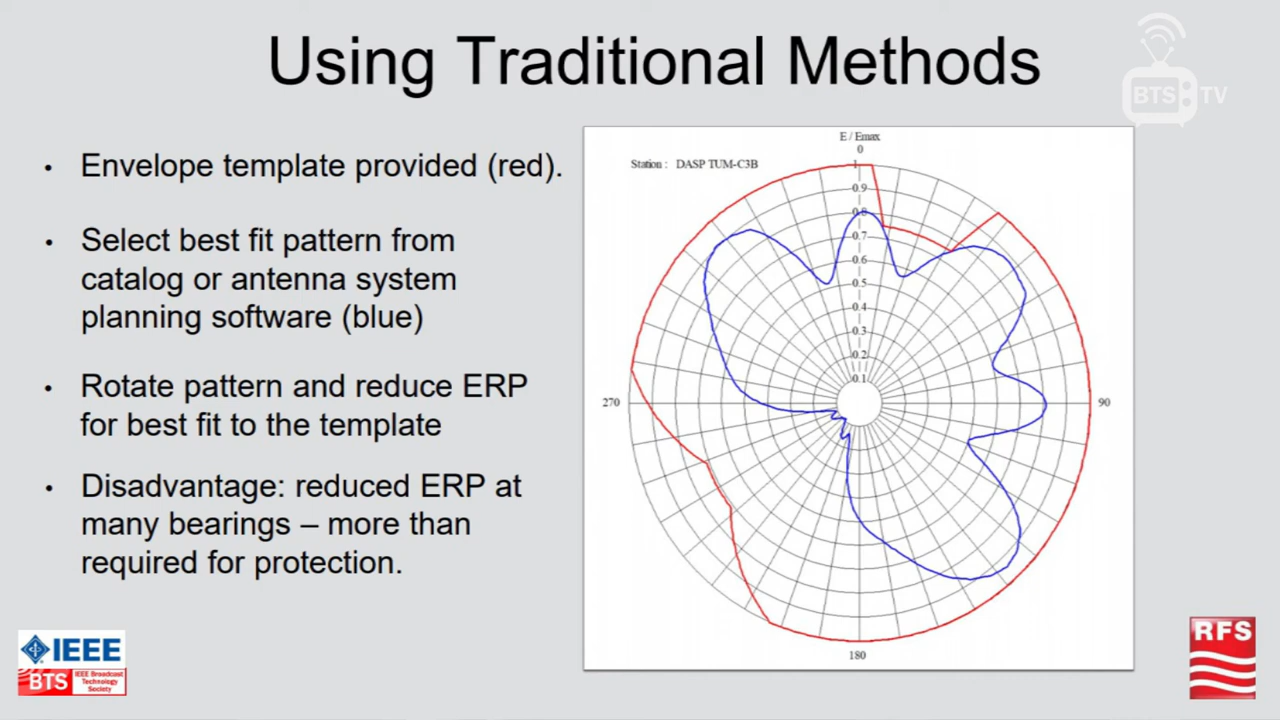 Using Traditional Methods
BTS TV
• Envelope template provided (red).
• Select best fit pattern from
catalog or antenna system
planning software (blue)
• Rotate pattern and reduce ERP
for best fit to the template
• Disadvantage: reduced ERP at
many bearings – more than
required for protection.
E / Emax
0
Station : DASP TUM-C3B
1
0.9
0.8
0.7
0.6
0.5
0.4
0.3
0.2
0.1
270
90
180
IEEE
BTS
IEEE Broadcast
Technology
Society
RFS